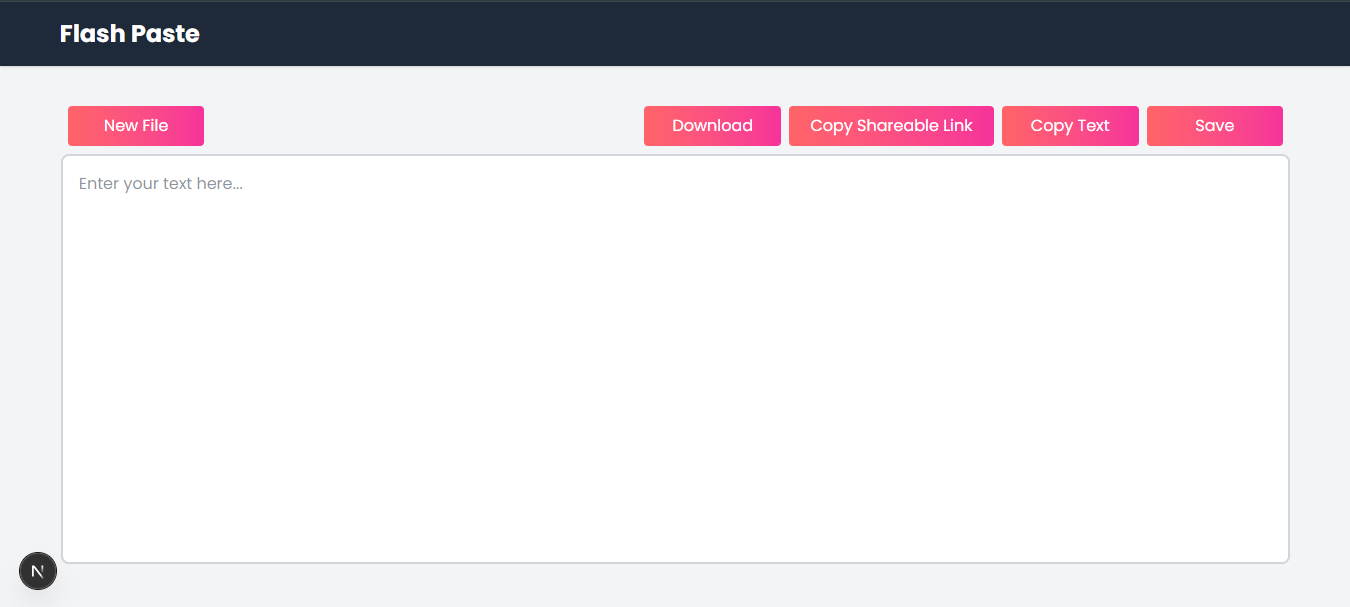 Flash Paste
New File
Download
Copy Shareable Link
Copy Text
Save
Enter your text here...
N